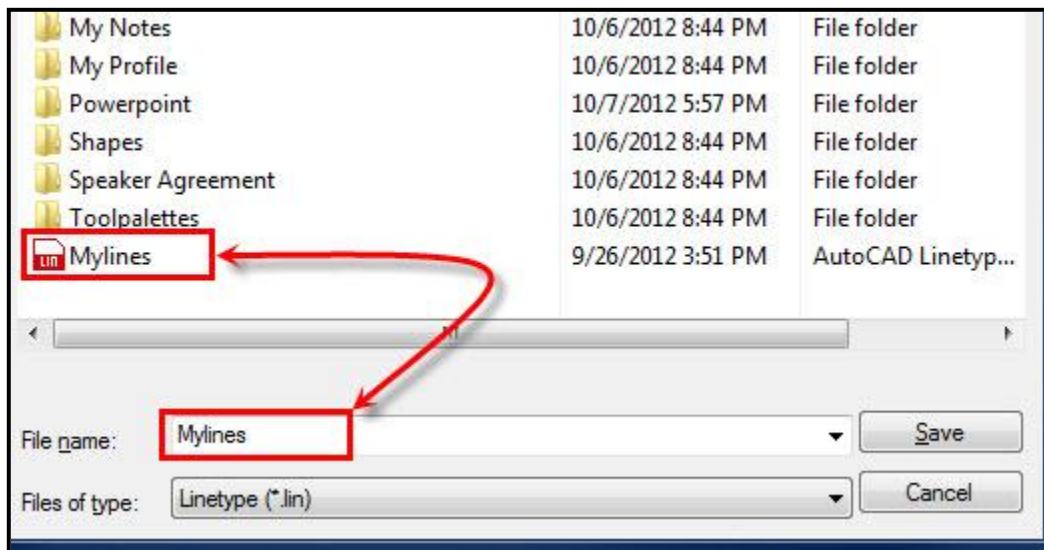 My Notes 10/6/2012 8:44 PM File folder
My Profile 10/6/2012 8:44 PM File folder
Powerpoint 10/7/2012 5:57 PM File folder
Shapes 10/6/2012 8:44 PM File folder
Speaker Agreement 10/6/2012 8:44 PM File folder
Toolpalettes 10/6/2012 8:44 PM File folder
LIN Mylines 9/26/2012 3:51 PM AutoCAD Linetyp...
File name: Mylines Save
Files of type: Linetype (*.lin) Cancel